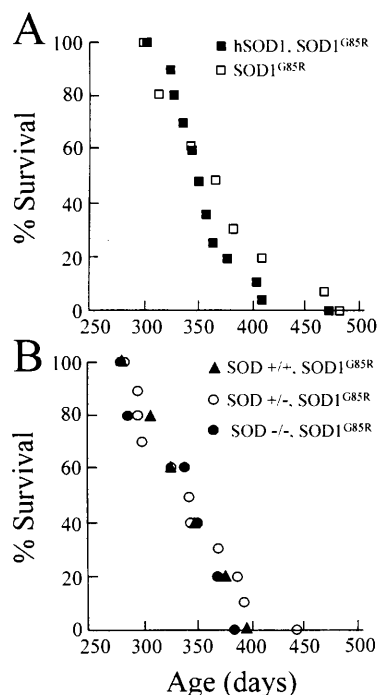 A
100
80
60
40
20
0
% Survival
■ hSOD1, SOD1G85R
□ SOD1G85R
250 300 350 400 450 500
B
100
80
60
40
20
0
% Survival
▲ SOD +/+, SOD1G85R
○ SOD +/-, SOD1G85R
● SOD -/-, SOD1G85R
250 300 350 400 450 500
Age (days)